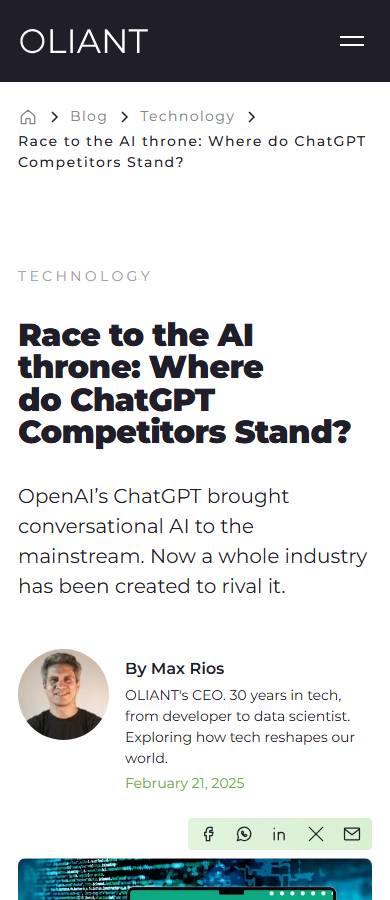 OLIANT
Blog
Technology
Race to the AI throne: Where do ChatGPT
Competitors Stand?
TECHNOLOGY
Race to the AI
throne: Where
do ChatGPT
Competitors Stand?
OpenAI’s ChatGPT brought
conversational AI to the
mainstream. Now a whole industry
has been created to rival it.
By Max Rios
OLIANT's CEO. 30 years in tech,
from developer to data scientist.
Exploring how tech reshapes our
world.
February 21, 2025